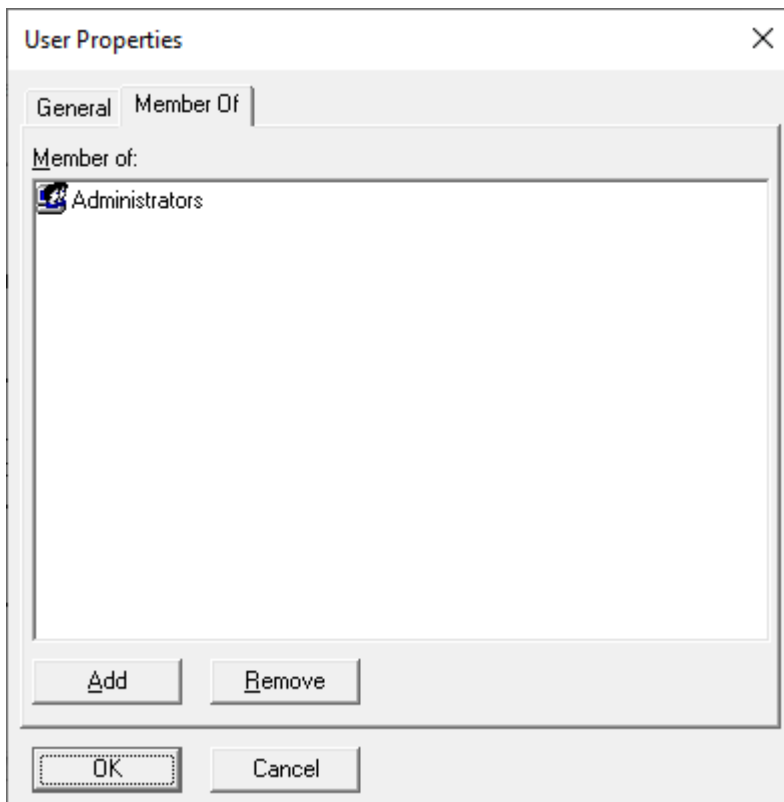 User Properties
General
Member Of
Member of:
Administrators
Add
Remove
OK
Cancel